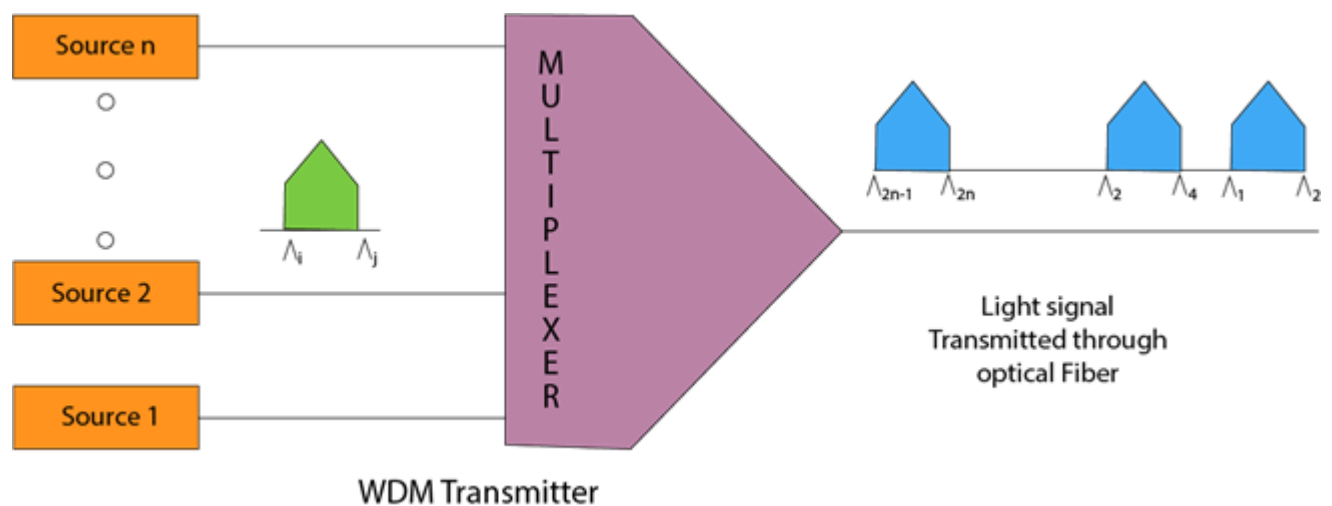 Source n
MULTIPLEXER
Λ2n-1 Λ2n Λ2 Λ4 Λ1 Λ2
Λi Λj
Source 2
Light signal
Transmitted through
optical Fiber
Source 1
WDM Transmitter